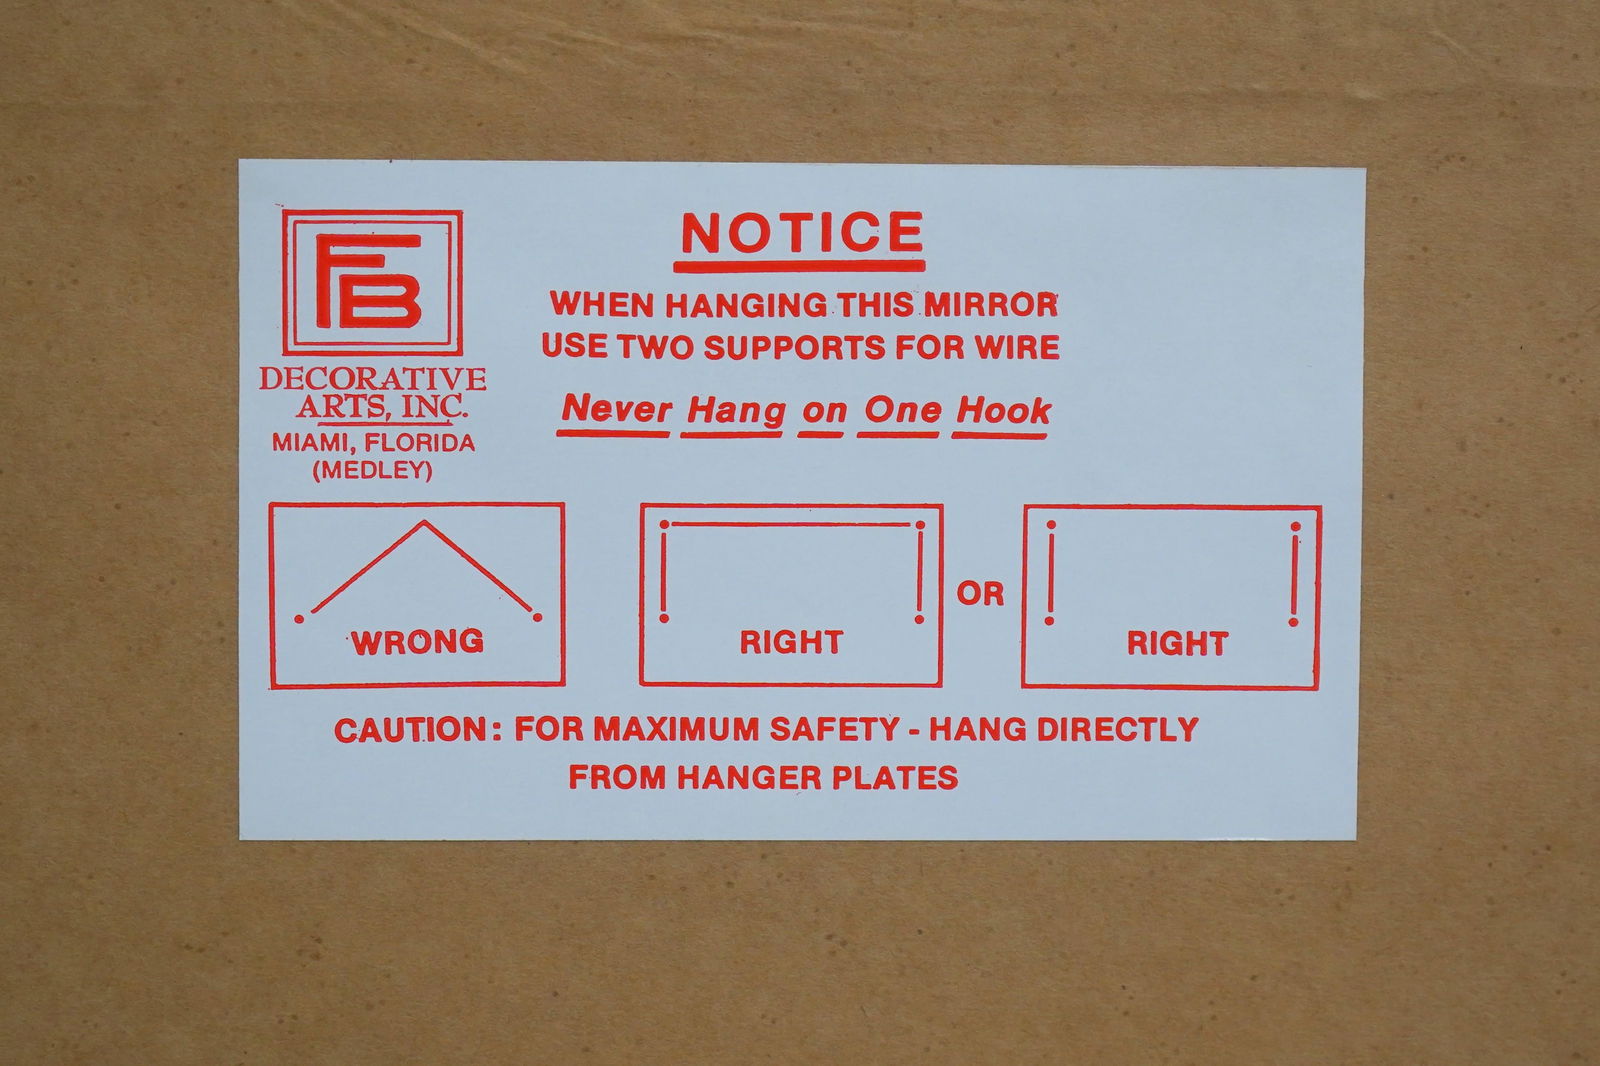 FB
DECORATIVE
ARTS, INC.
MIAMI, FLORIDA
(MEDLEY)
NOTICE
WHEN HANGING THIS MIRROR
USE TWO SUPPORTS FOR WIRE
Never Hang on One Hook
WRONG
RIGHT
OR
RIGHT
CAUTION: FOR MAXIMUM SAFETY - HANG DIRECTLY
FROM HANGER PLATES